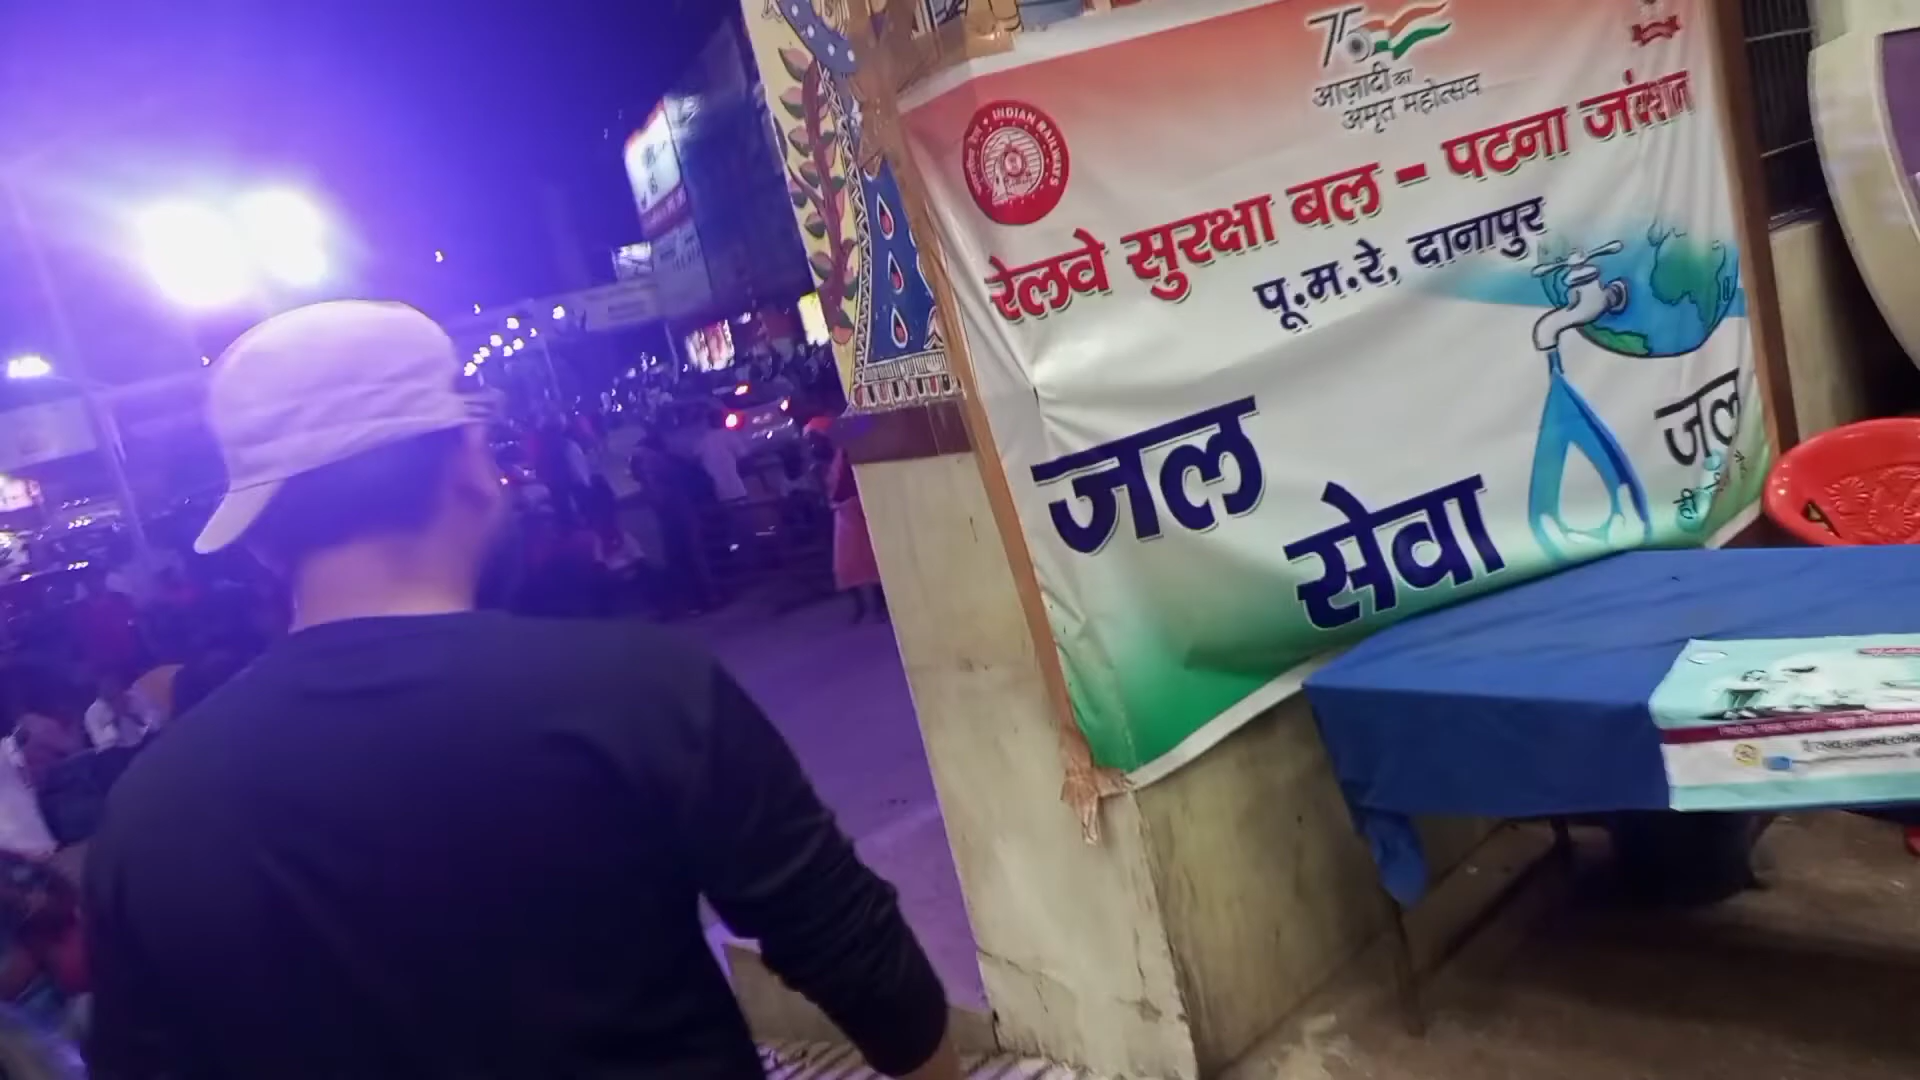 75
आज़ादी का
अमृत महोत्सव
INDIAN RAILWAYS
रेलवे सुरक्षा बल - पटना जंक्शन
पू.म.रे, दानापुर
जल
सेवा
जल
ही